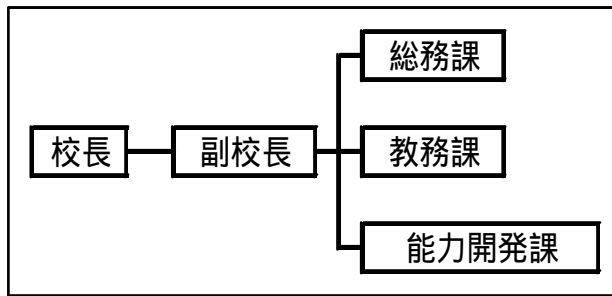 校長
副校長
総務課
教務課
能力開発課